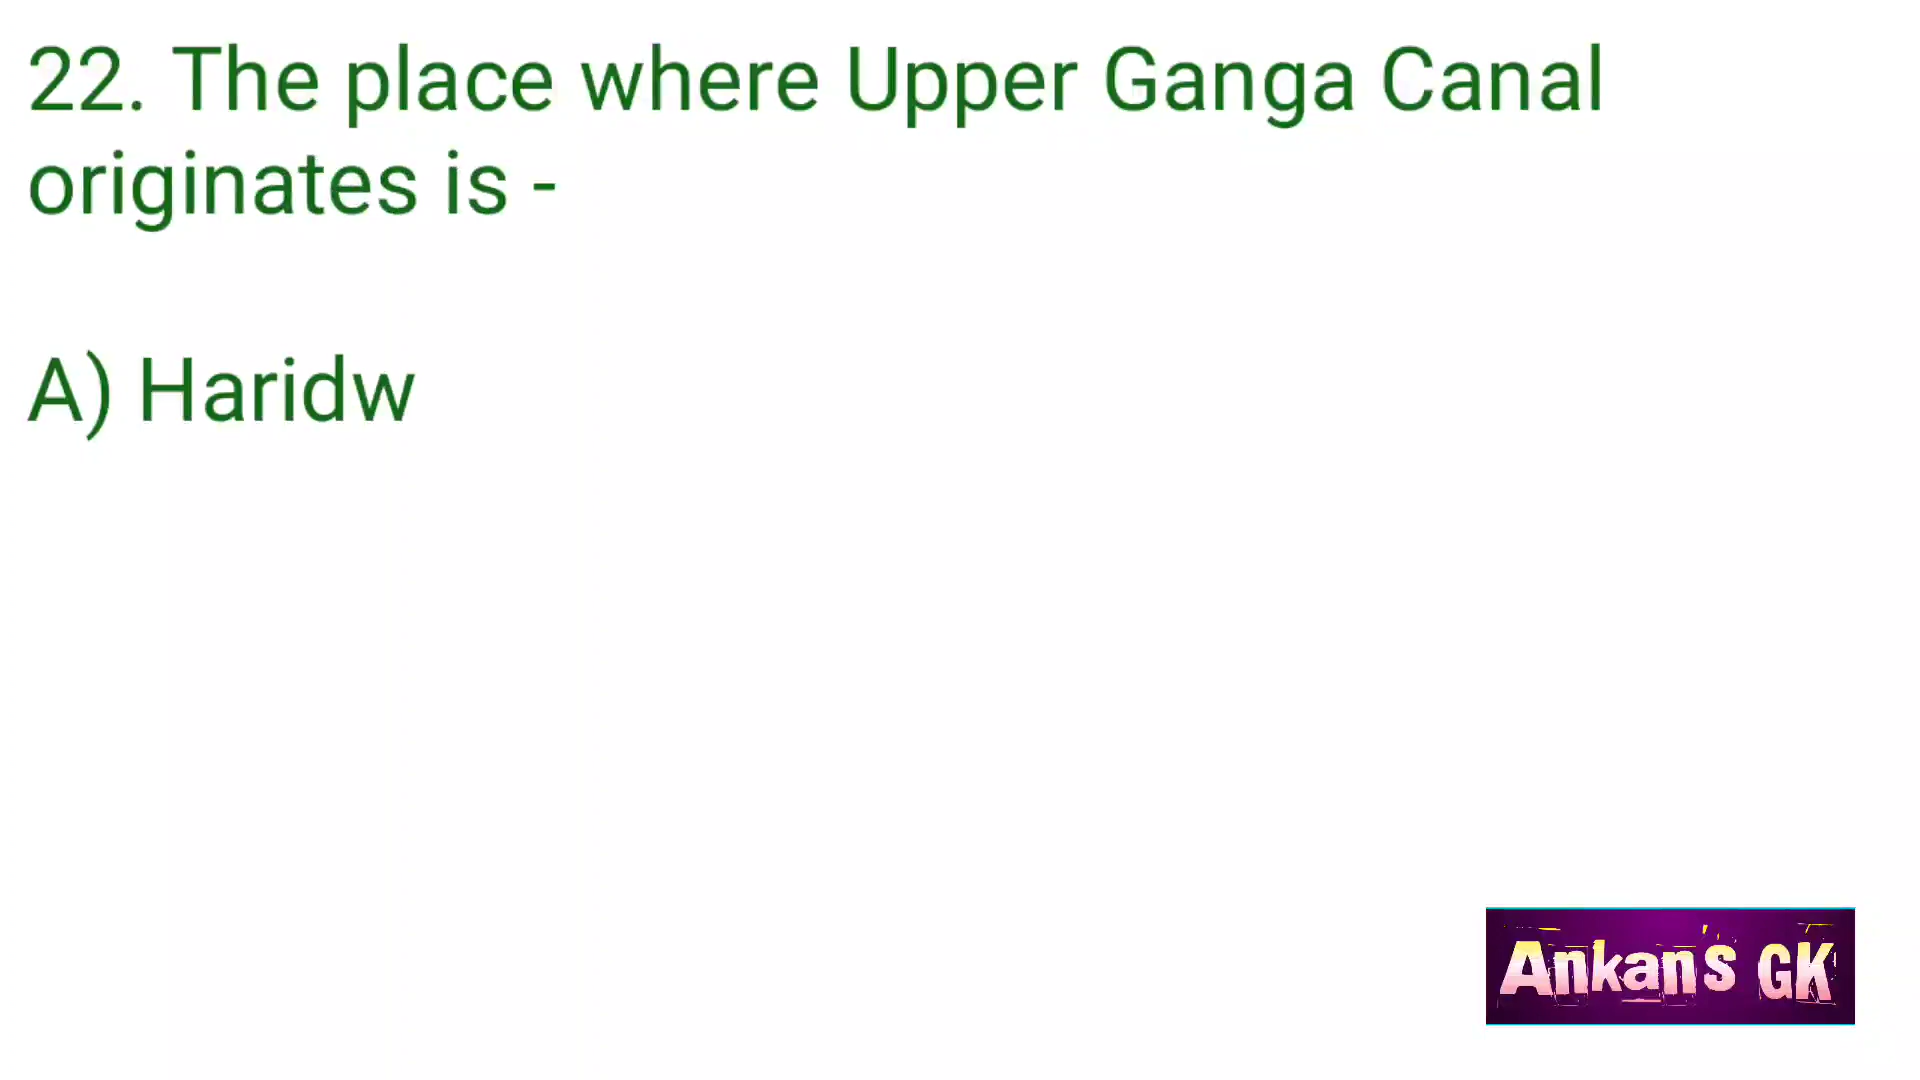 22. The place where Upper Ganga Canal
originates is -
A) Haridw
Ankan's GK